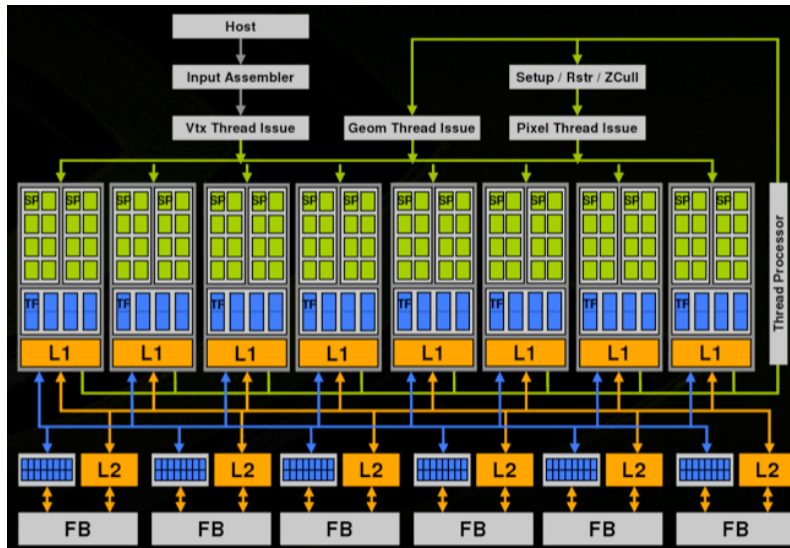 Host
Input Assembler
Setup / Rstr / ZCull
Vtx Thread Issue
Geom Thread Issue
Pixel Thread Issue
SP SP SP SP SP SP SP SP SP SP SP SP SP SP SP SP
Thread Processor
TF TF TF TF TF TF TF TF
L1 L1 L1 L1 L1 L1 L1 L1
L2 L2 L2 L2 L2 L2
FB FB FB FB FB FB